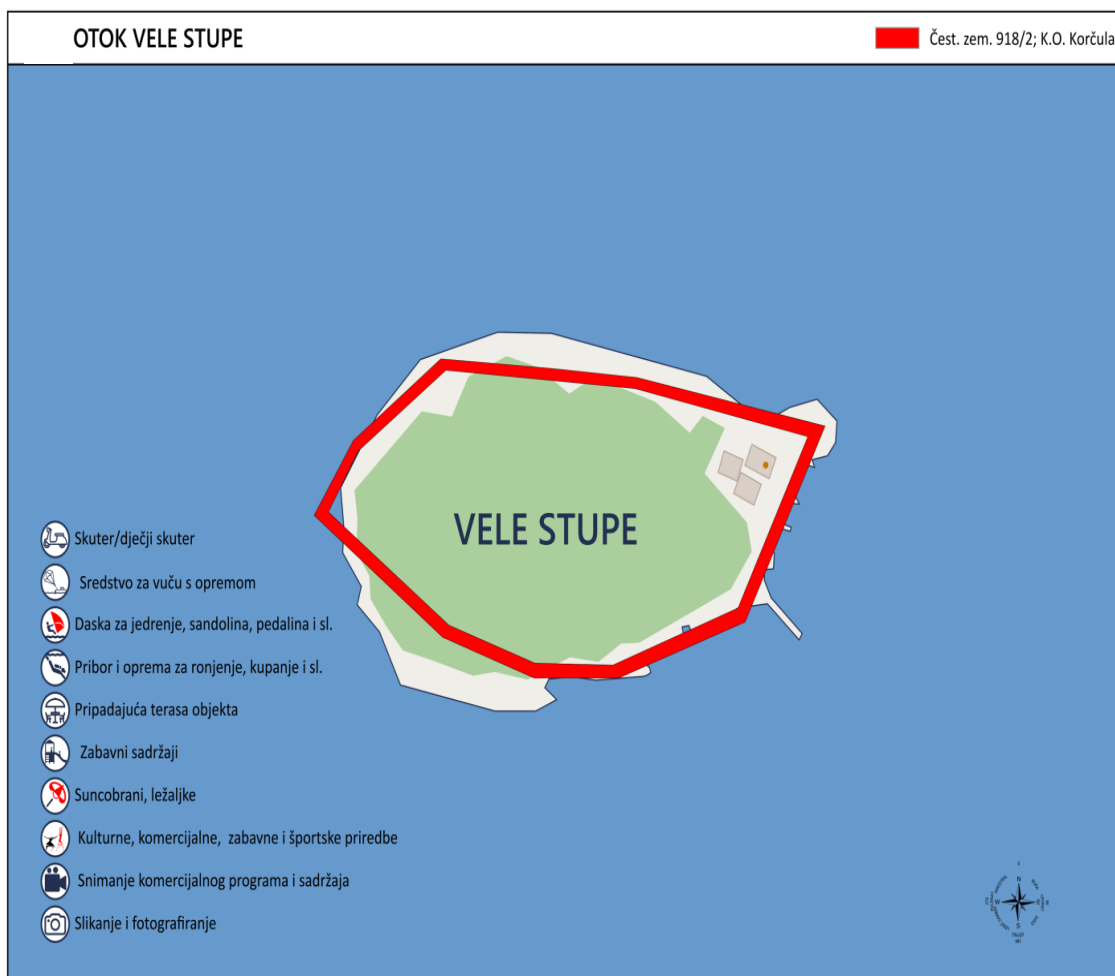 OTOK VELE STUPE
Čest. zem. 918/2; K.O. Korčula
VELE STUPE
Skuter/dječji skuter
Sredstvo za vuču s opremom
Daska za jedrenje, sandolina, pedalina i sl.
Pribor i oprema za ronjenje, kupanje i sl.
Pripadajuća terasa objekta
Zabavni sadržaji
Suncobrani, ležaljke
Kulturne, komercijalne, zabavne i športske priredbe
Snimanje komercijalnog programa i sadržaja
Slikanje i fotografiranje
N
W
S